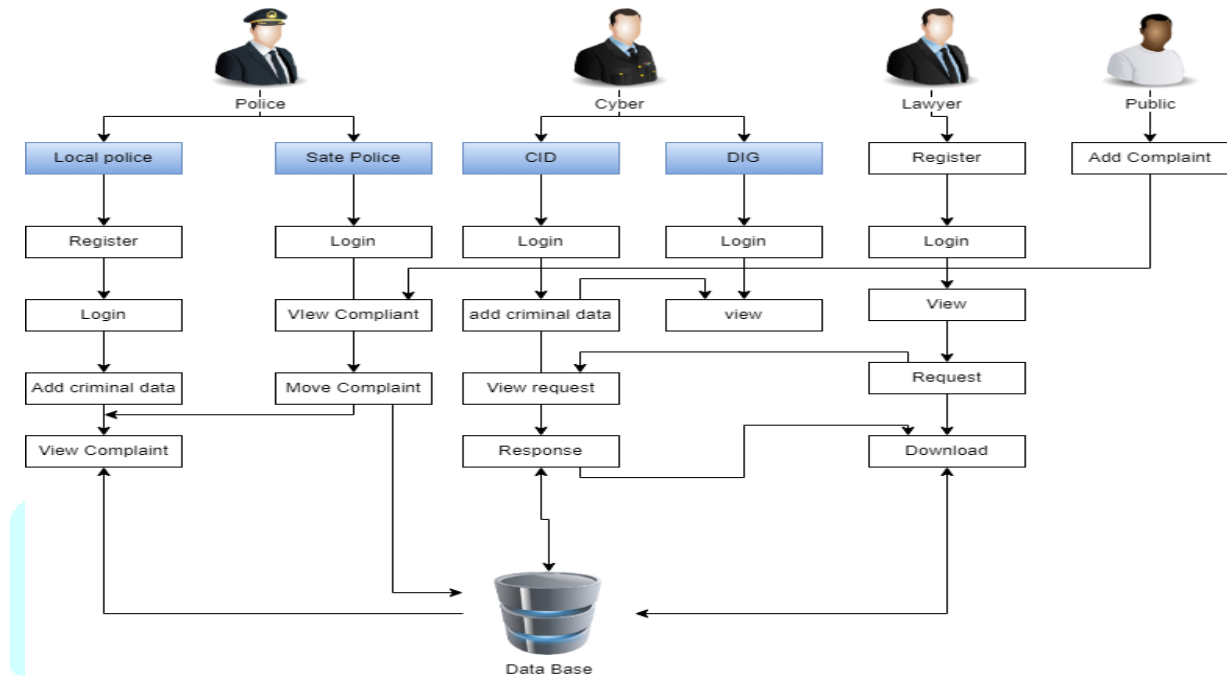 Police
Cyber
Lawyer
Public
Local police
Sate Police
CID
DIG
Register
Add Complaint
Register
Login
Login
Login
Login
Login
VIew Compliant
add criminal data
view
View
Add criminal data
Move Complaint
View request
Request
View Complaint
Response
Download
Data Base